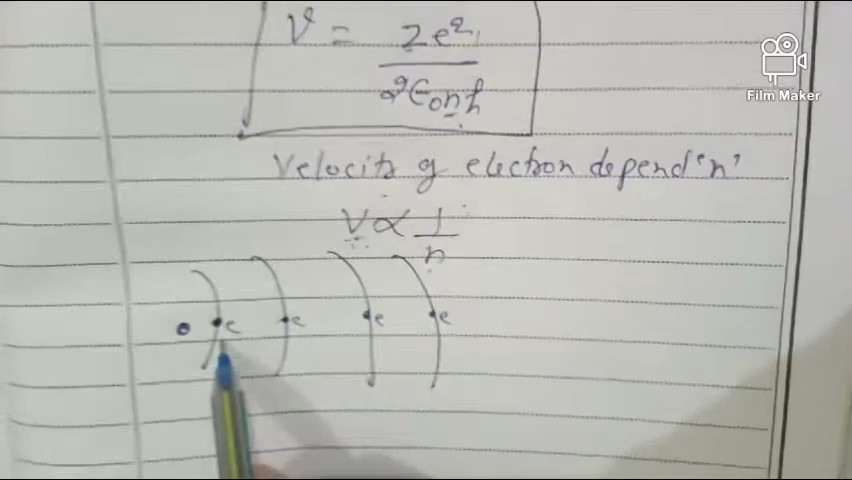 V = Ze² / 2ϵ₀nh
Film Maker
Velocity of electron depend 'n'
V ∝ 1/n
e e e e